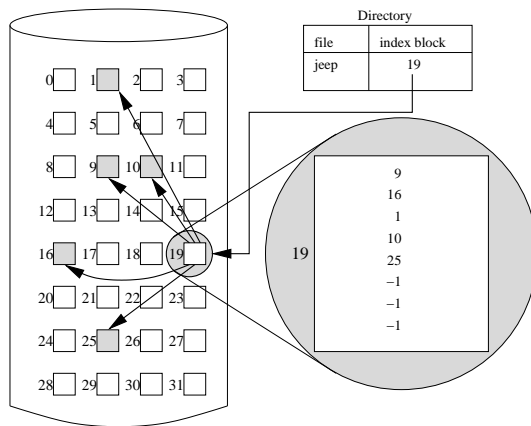 Directory
file index block
jeep 19
0 1 2 3
4 5 6 7
8 9 10 11
12 13 14 15
16 17 18 19
20 21 22 23
24 25 26 27
28 29 30 31
19
9
16
1
10
25
–1
–1
–1